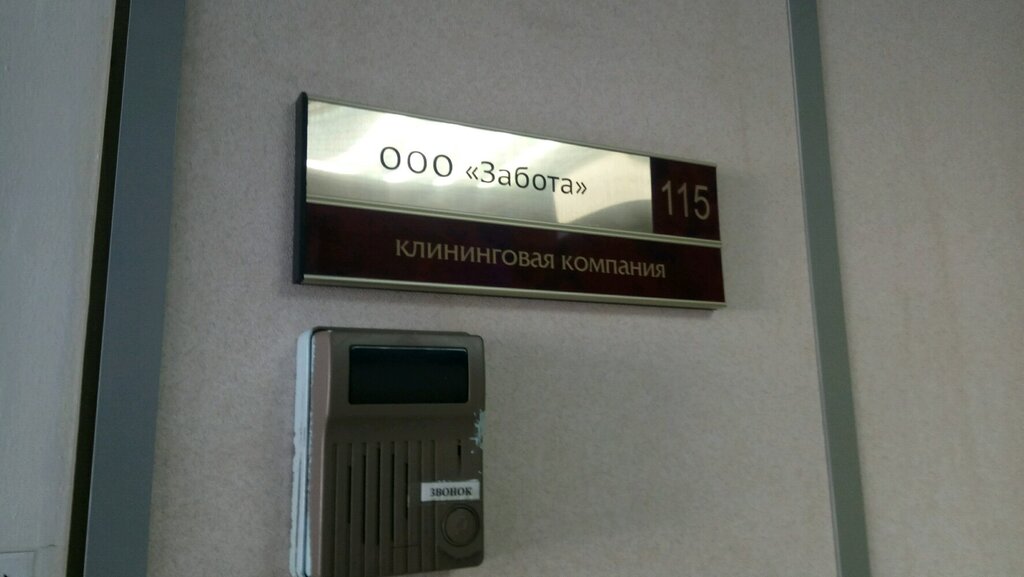 ООО «Забота»
115
клининговая компания
ЗВОНОК